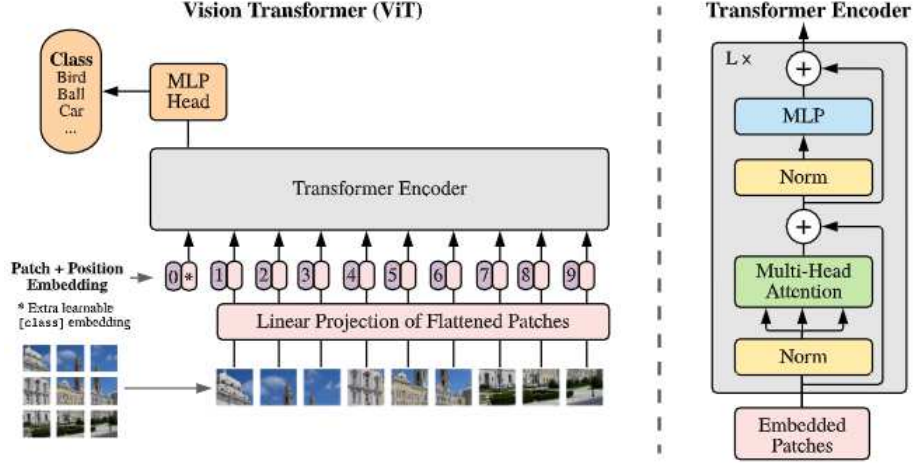 Vision Transformer (ViT)
Class
Bird
Ball
Car
...
MLP
Head
Transformer Encoder
Patch + Position
Embedding
* Extra learnable
[class] embedding
0 * 1 2 3 4 5 6 7 8 9
Linear Projection of Flattened Patches
Transformer Encoder
L ×
+
MLP
Norm
+
Multi-Head
Attention
Norm
Embedded
Patches